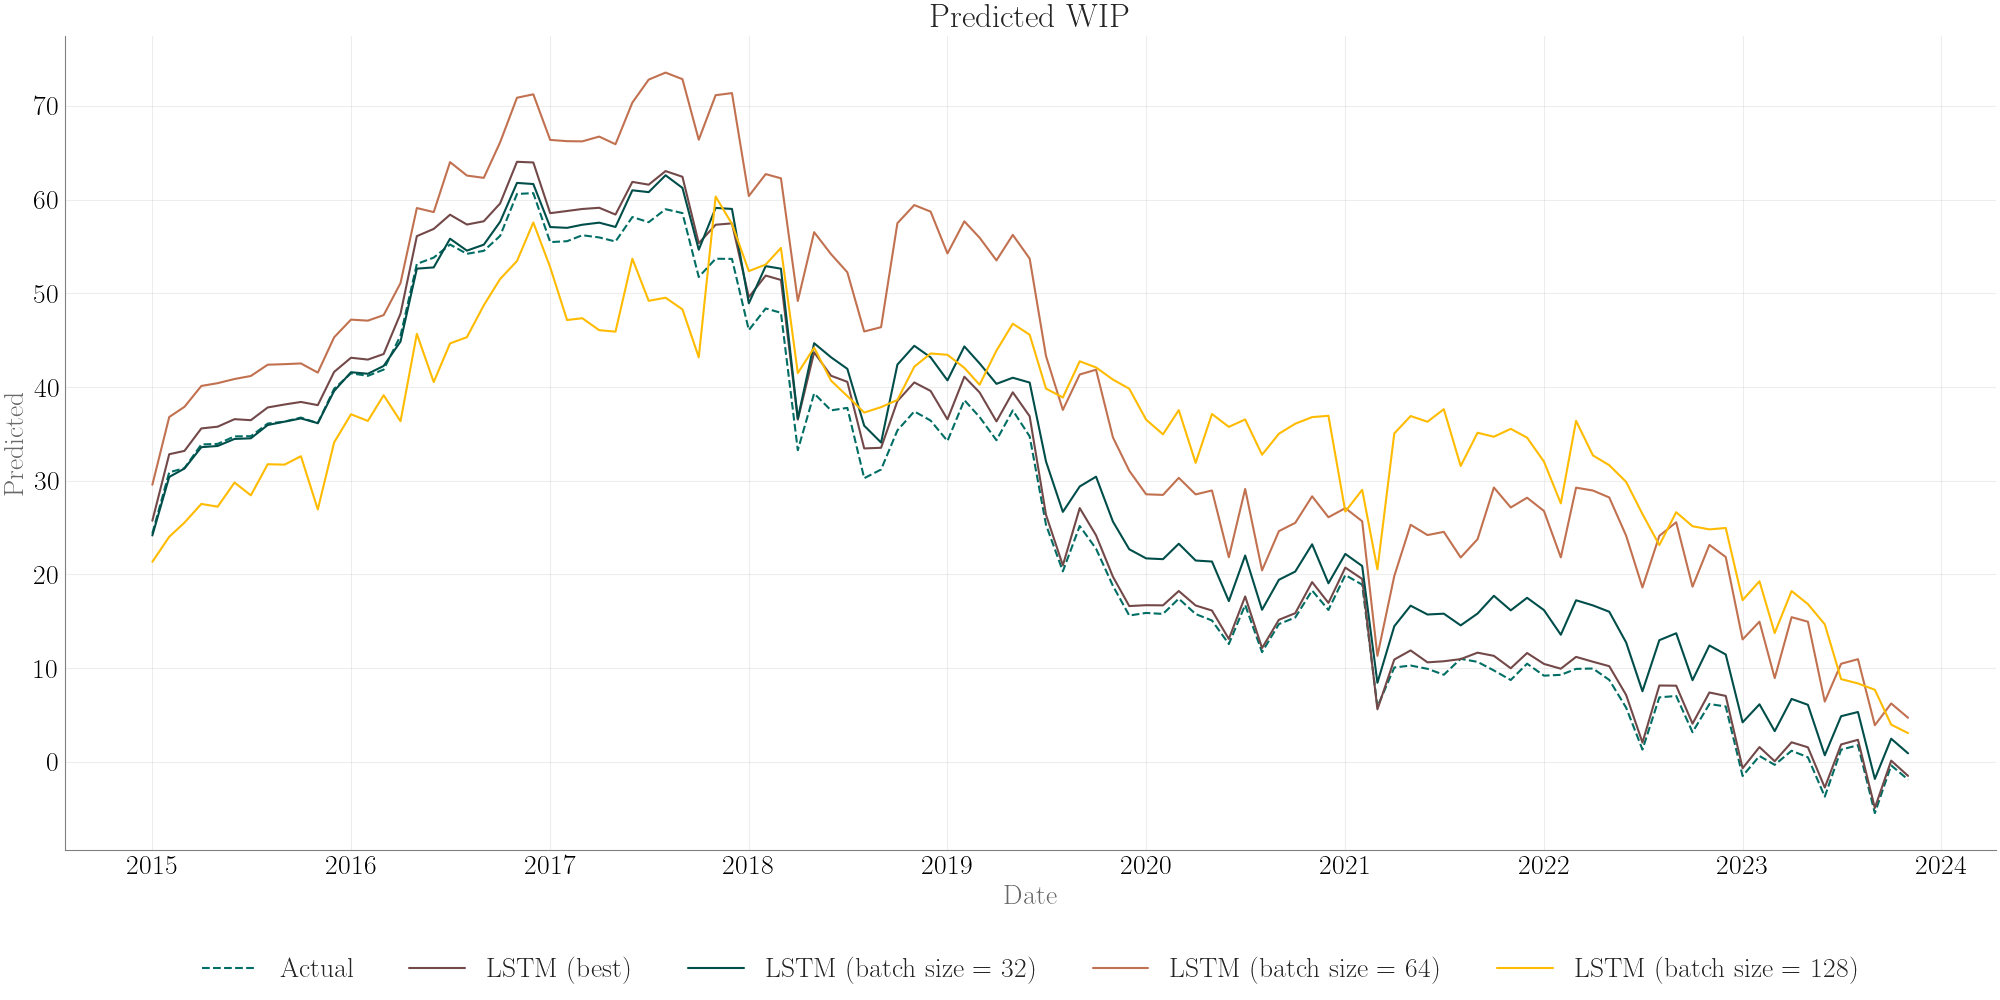 Predicted WIP
70
60
50
40
30
20
10
0
Predicted
2015 2016 2017 2018 2019 2020 2021 2022 2023 2024
Date
Actual LSTM (best) LSTM (batch size = 32) LSTM (batch size = 64) LSTM (batch size = 128)